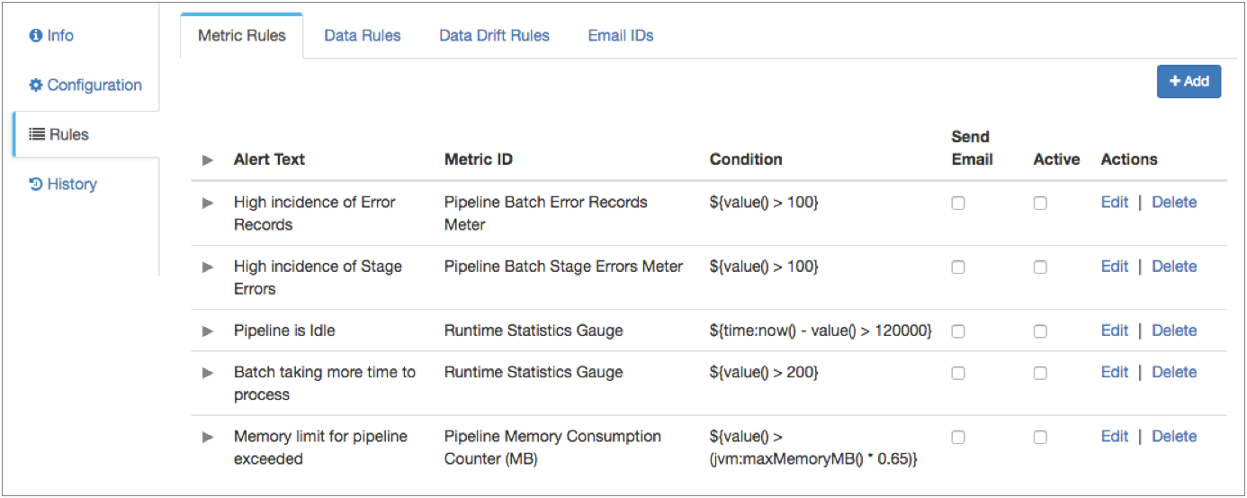 Info
Configuration
Rules
History
Metric Rules
Data Rules
Data Drift Rules
Email IDs
+ Add
Alert Text
Metric ID
Condition
Send
Email
Active
Actions
High incidence of Error
Records
Pipeline Batch Error Records
Meter
${value() > 100}
Edit | Delete
High incidence of Stage
Errors
Pipeline Batch Stage Errors Meter
${value() > 100}
Edit | Delete
Pipeline is Idle
Runtime Statistics Gauge
${time:now() - value() > 120000}
Edit | Delete
Batch taking more time to
process
Runtime Statistics Gauge
${value() > 200}
Edit | Delete
Memory limit for pipeline
exceeded
Pipeline Memory Consumption
Counter (MB)
${value() >
(jvm:maxMemoryMB() * 0.65)}
Edit | Delete